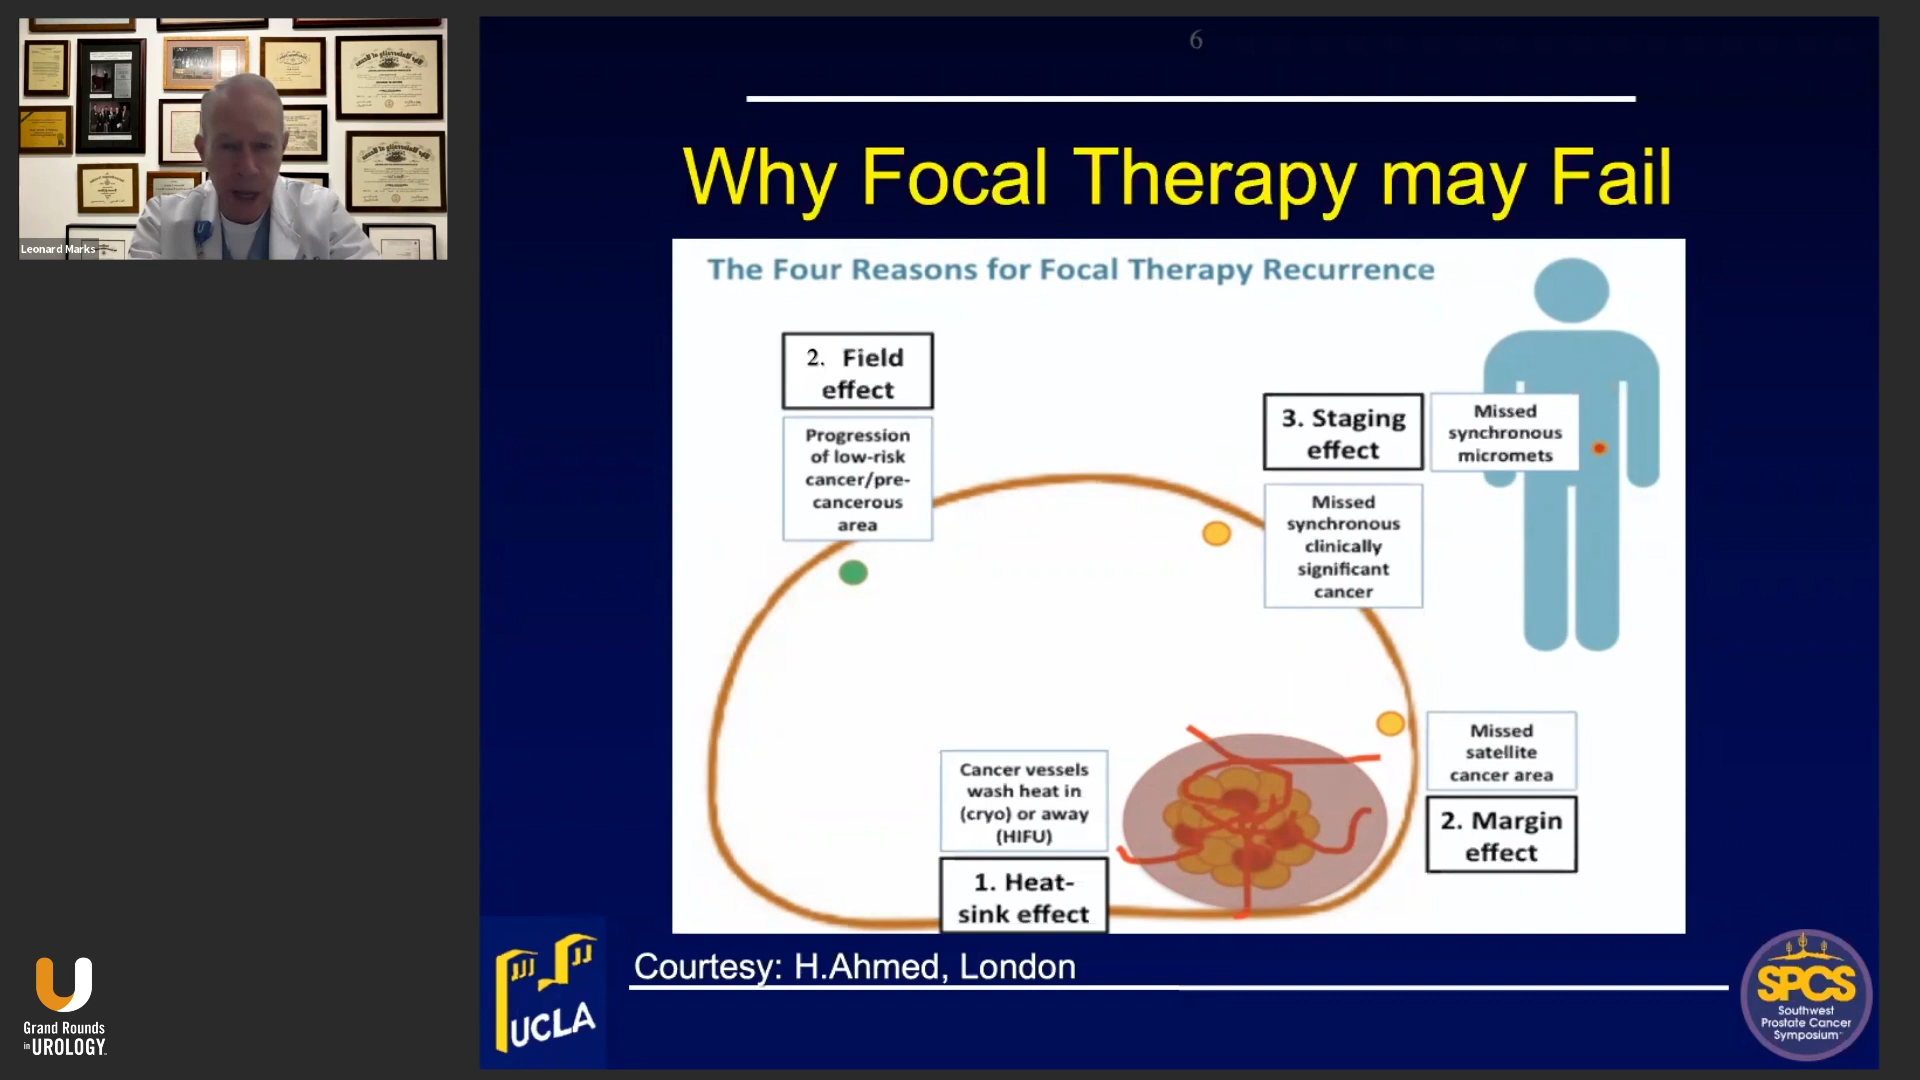 6
Why Focal Therapy may Fail
The Four Reasons for Focal Therapy Recurrence
2. Field
effect
Progression
of low-risk
cancer/pre-
cancerous
area
3. Staging
effect
Missed
synchronous
micromets
Missed
synchronous
clinically
significant
cancer
Missed
satellite
cancer area
2. Margin
effect
Cancer vessels
wash heat in
(cryo) or away
(HIFU)
1. Heat-
sink effect
Courtesy: H.Ahmed, London
UCLA
SPCS
Southwest
Prostate Cancer
Symposium
Leonard Marks
Grand Rounds
in UROLOGY